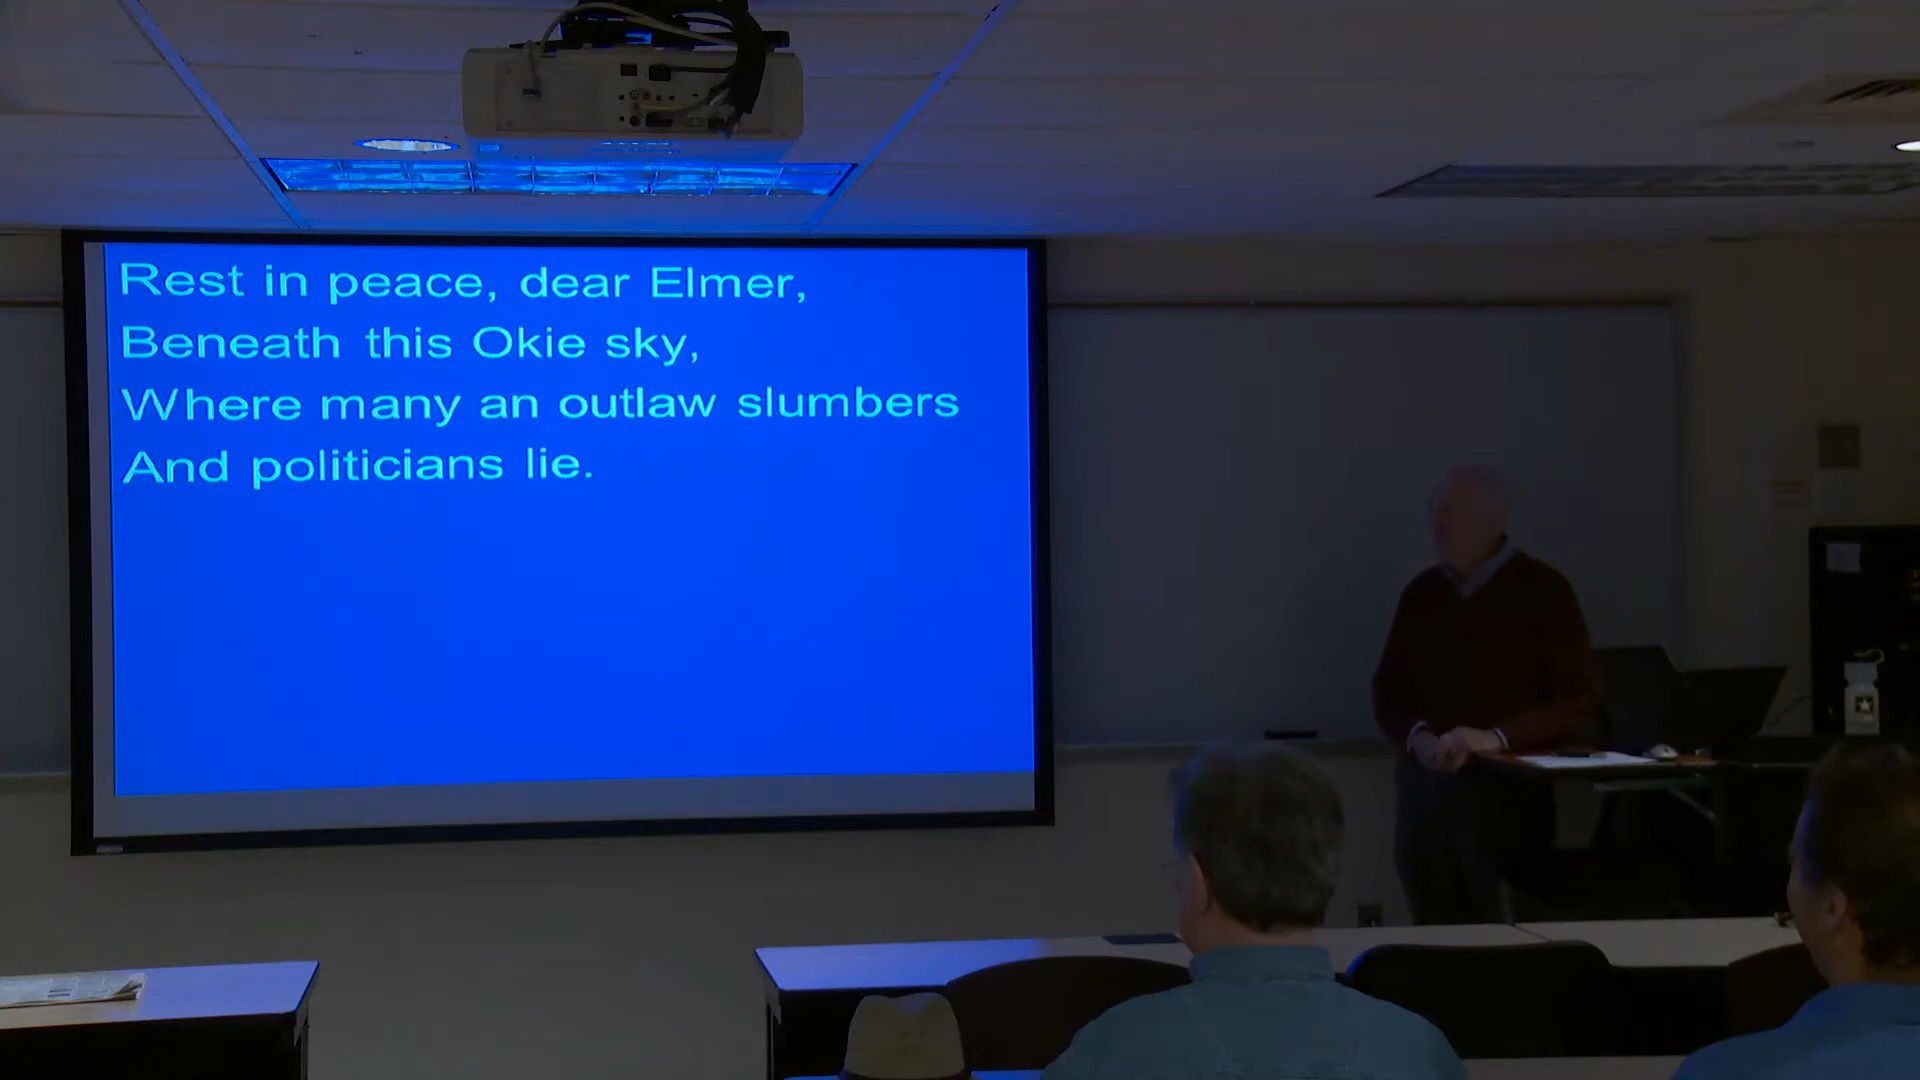 Rest in peace, dear Elmer,
Beneath this Okie sky,
Where many an outlaw slumbers
And politicians lie.